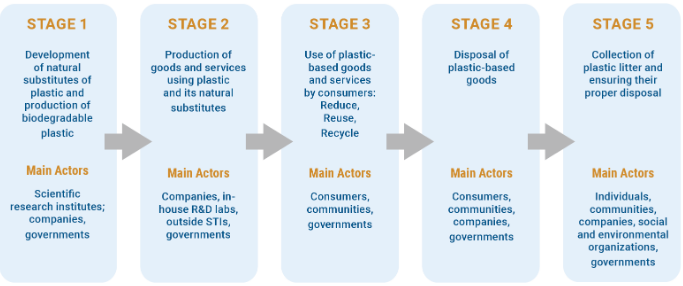 STAGE 1
Development
of natural
substitutes of
plastic and
production of
biodegradable
plastic
Main Actors
Scientific
research institutes;
companies,
governments
STAGE 2
Production of
goods and services
using plastic
and its natural
substitutes
Main Actors
Companies, in-
house R&D labs,
outside STIs,
governments
STAGE 3
Use of plastic-
based goods
and services
by consumers:
Reduce,
Reuse,
Recycle
Main Actors
Consumers,
communities,
governments
STAGE 4
Disposal of
plastic-based
goods
Main Actors
Consumers,
communities,
companies,
governments
STAGE 5
Collection of
plastic litter and
ensuring their
proper disposal
Main Actors
Individuals,
communities,
companies, social
and environmental
organizations,
governments